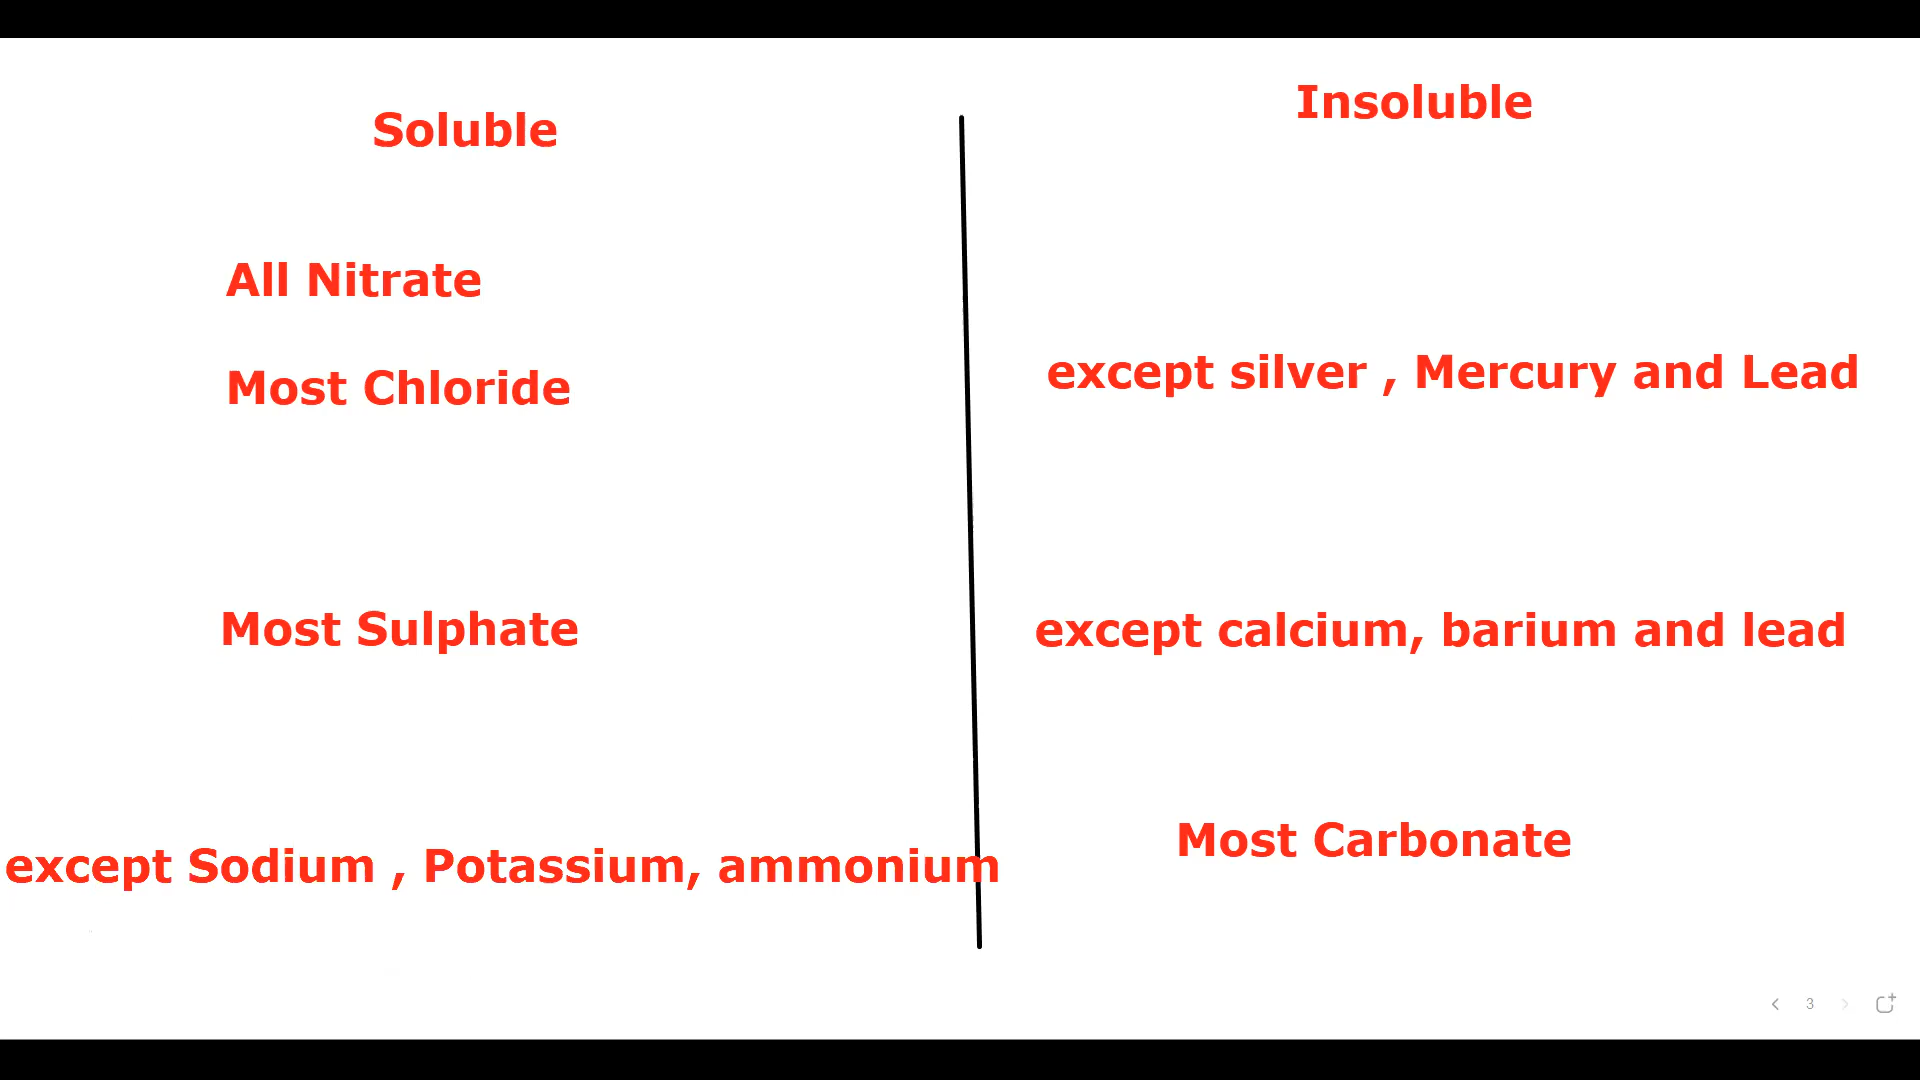 Soluble
Insoluble
All Nitrate
Most Chloride
except silver , Mercury and Lead
Most Sulphate
except calcium, barium and lead
Most Carbonate
except Sodium , Potassium, ammonium
3